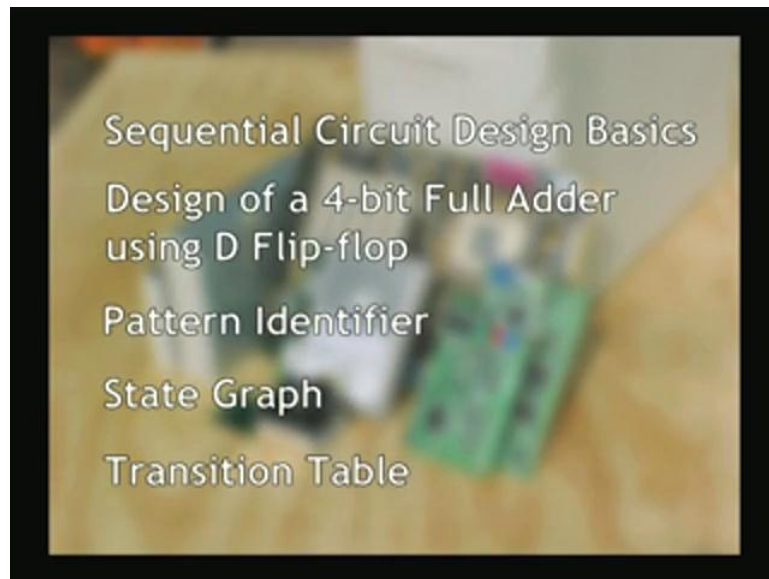 Sequential Circuit Design Basics
Design of a 4-bit Full Adder
using D Flip-flop
Pattern Identifier
State Graph
Transition Table